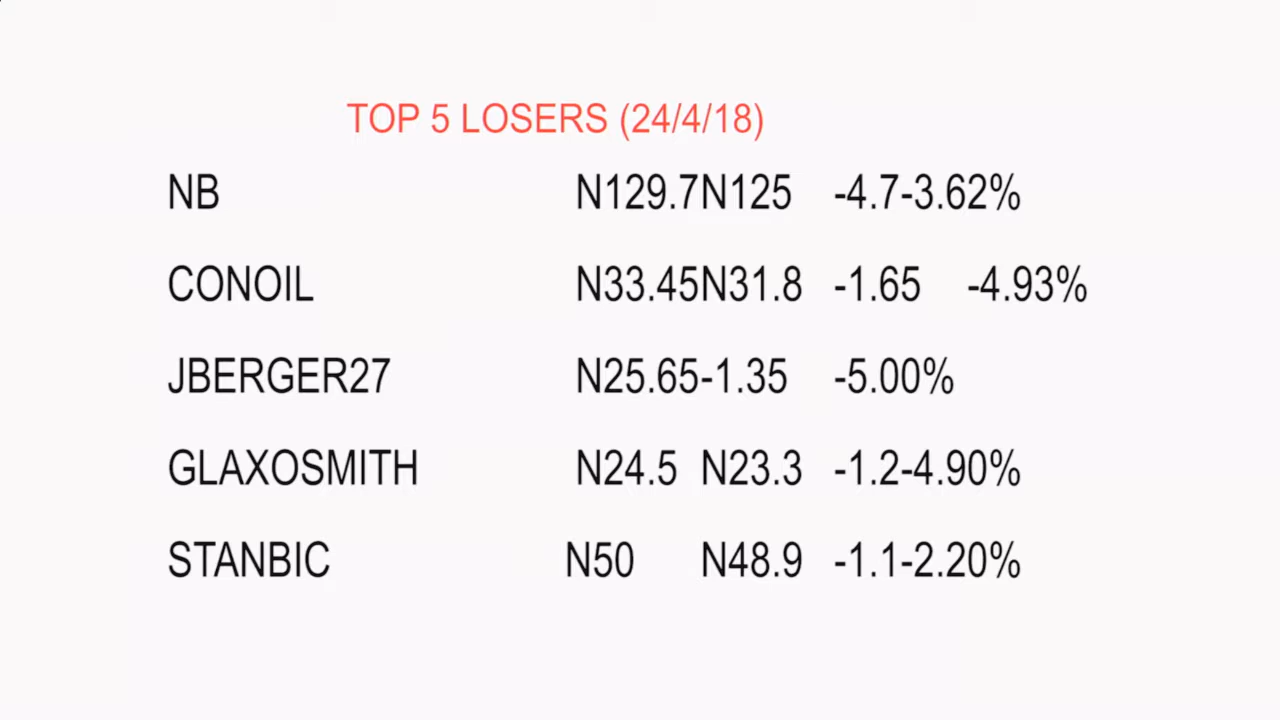 TOP 5 LOSERS (24/4/18)
NB N129.7N125 -4.7-3.62%
CONOIL N33.45N31.8 -1.65 -4.93%
JBERGER27 N25.65-1.35 -5.00%
GLAXOSMITH N24.5 N23.3 -1.2-4.90%
STANBIC N50 N48.9 -1.1-2.20%